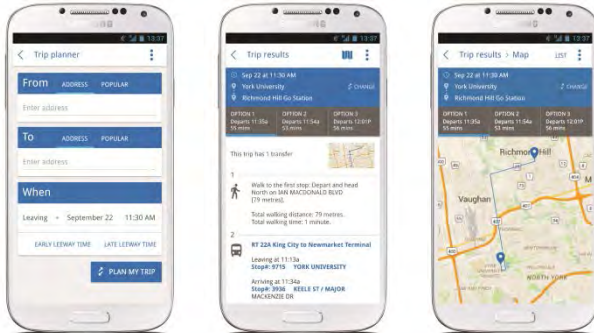 13:37
Trip planner
From ADDRESS POPULAR
Enter address
To ADDRESS POPULAR
Enter address
When
Leaving September 22 11:30 AM
EARLY LEEWAY TIME LATE LEEWAY TIME
PLAN MY TRIP
13:37
Trip results
Sep 22 at 11:30 AM
York University CHANGE
Richmond Hill Go Station
OPTION 1 OPTION 2 OPTION 3
Departs 11:35a Departs 11:54a Departs 12:01P
55 mins 53 mins 55 mins
This trip has 1 transfer
1
Walk to the first stop: Depart and head
North on IAN MACDONALD BLVD
(79 metres).
Total walking distance: 79 metres.
Total walking time: 1 minute.
2
RT 22A King City to Newmarket Terminal
Leaving at 11:13a
Stop#: 9715 YORK UNIVERSITY
Arriving at 11:34a
Stop#: 3936 KEELE ST / MAJOR
MACKENZIE DR
13:37
Trip results > Map LIST
Sep 22 at 11:30 AM
York University CHANGE
Richmond Hill Go Station
OPTION 1 OPTION 2 OPTION 3
Departs 11:35a Departs 11:54a Departs 12:01P
55 mins 53 mins 55 mins
Richmond Hill
Vaughan
NORTH YORK